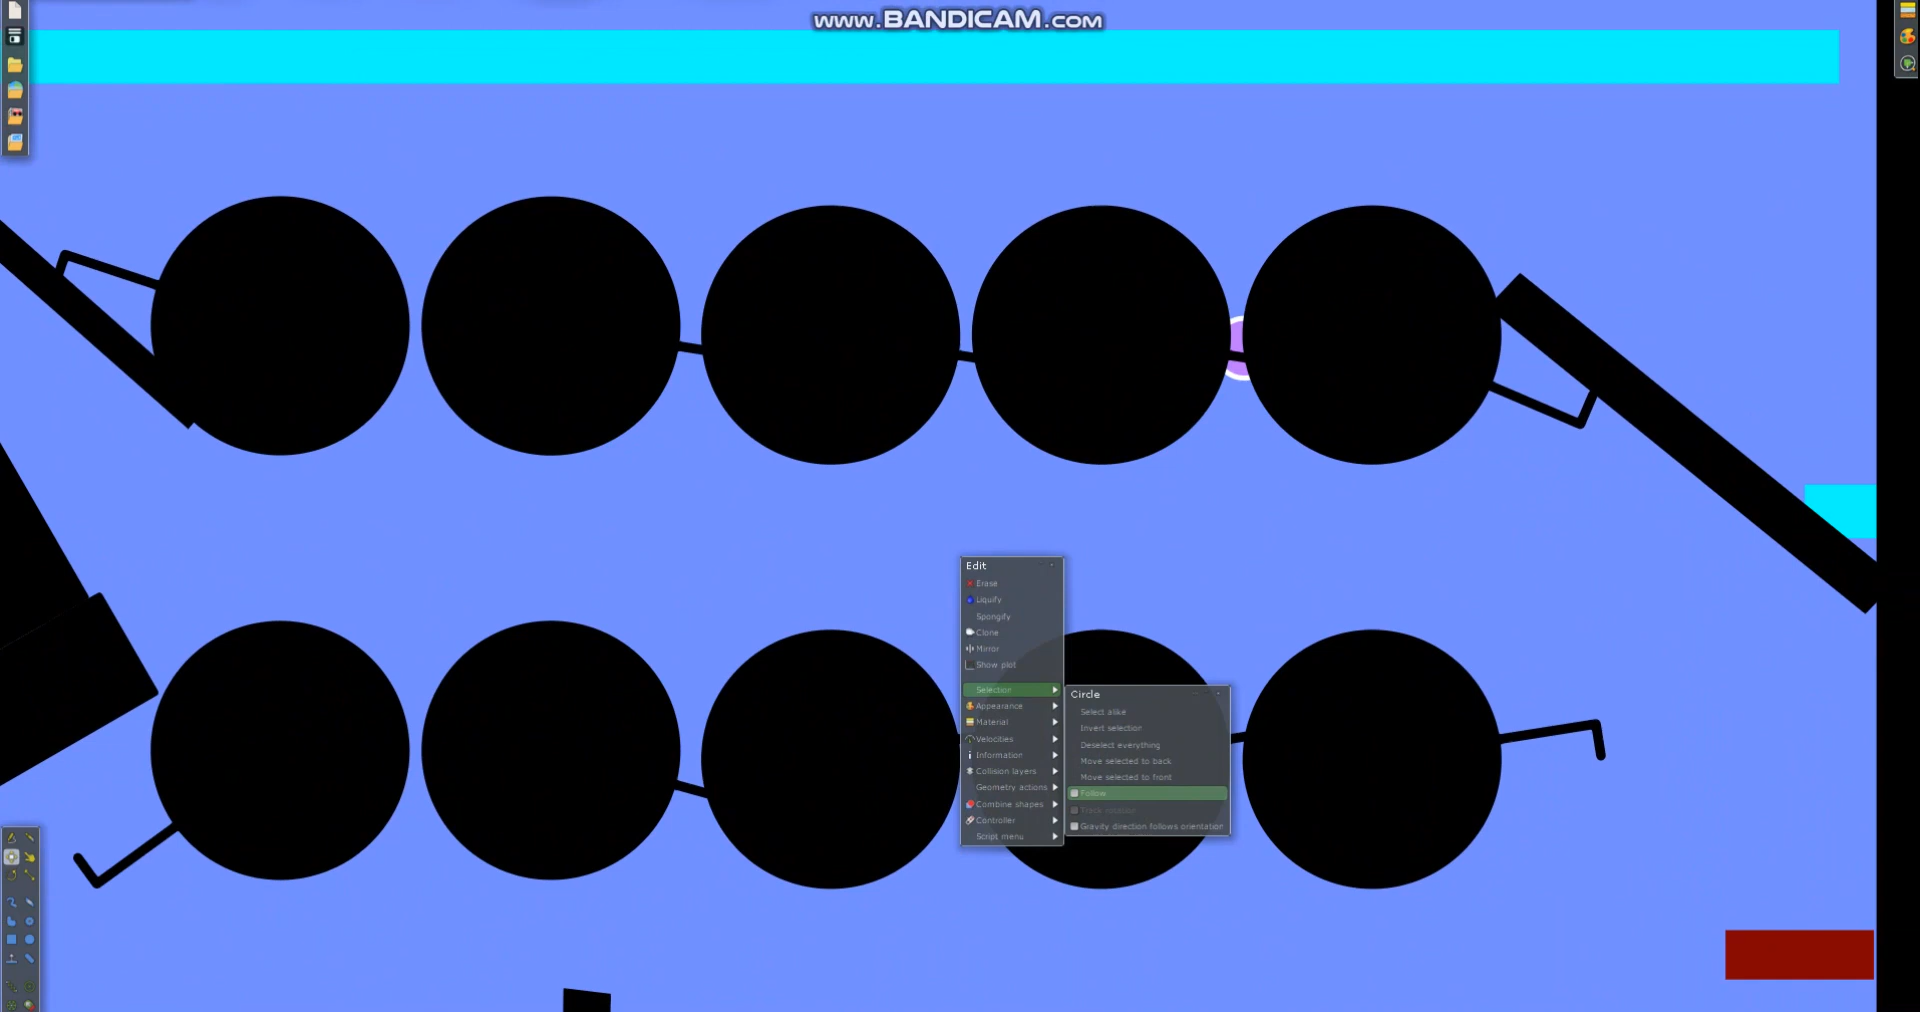 www.BANDICAM.com
Edit
Erase
Liquify
Spongify
Clone
Mirror
Show plot
Selection
Appearance
Material
Velocities
Information
Collision layers
Geometry actions
Combine shapes
Controller
Script menu
Circle
Select alike
Invert selection
Deselect everything
Move selected to back
Move selected to front
Follow
Track rotation
Gravity direction follows orientation